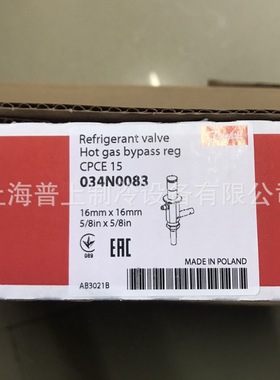 Refrigerant valve
Hot gas bypass reg
CPCE 15
034N0083
上海普上制冷设备有限公司
16mm x 16mm
5/8in x 5/8in
089
EAC
MADE IN POLAND
AB3021B